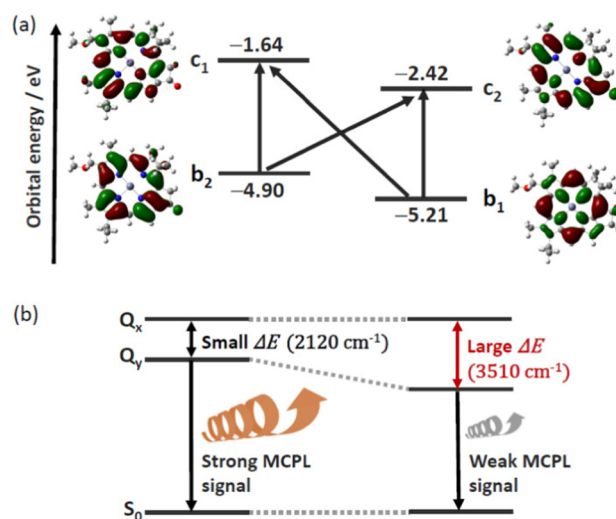 (a)
Orbital energy / eV
c1 −1.64
−2.42 c2
b2 −4.90
−5.21 b1
(b)
Qx
Small ΔE (2120 cm⁻¹)
Large ΔE
(3510 cm⁻¹)
Qy
Strong MCPL
signal
Weak MCPL
signal
S0